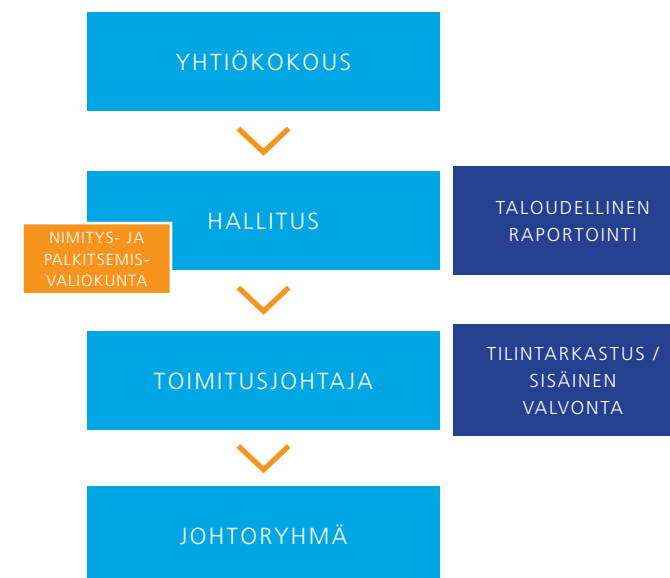 YHTIÖKOKOUS
HALLITUS
NIMITYS- JA
PALKITSEMIS-
VALIOKUNTA
TALOUDELLINEN
RAPORTOINTI
TOIMITUSJOHTAJA
TILINTARKASTUS /
SISÄINEN
VALVONTA
JOHTORYHMÄ